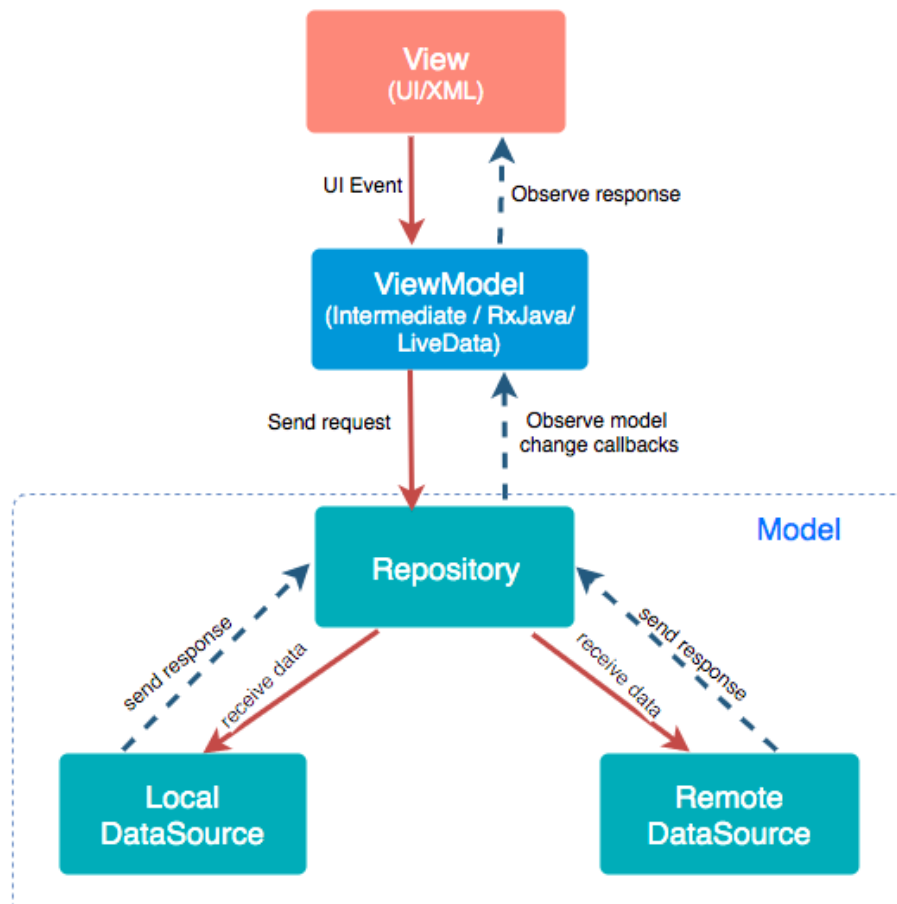 View
(UI/XML)
UI Event
Observe response
ViewModel
(Intermediate / RxJava/
LiveData)
Send request
Observe model
change callbacks
Model
Repository
send response
receive data
receive data
send response
Local
DataSource
Remote
DataSource